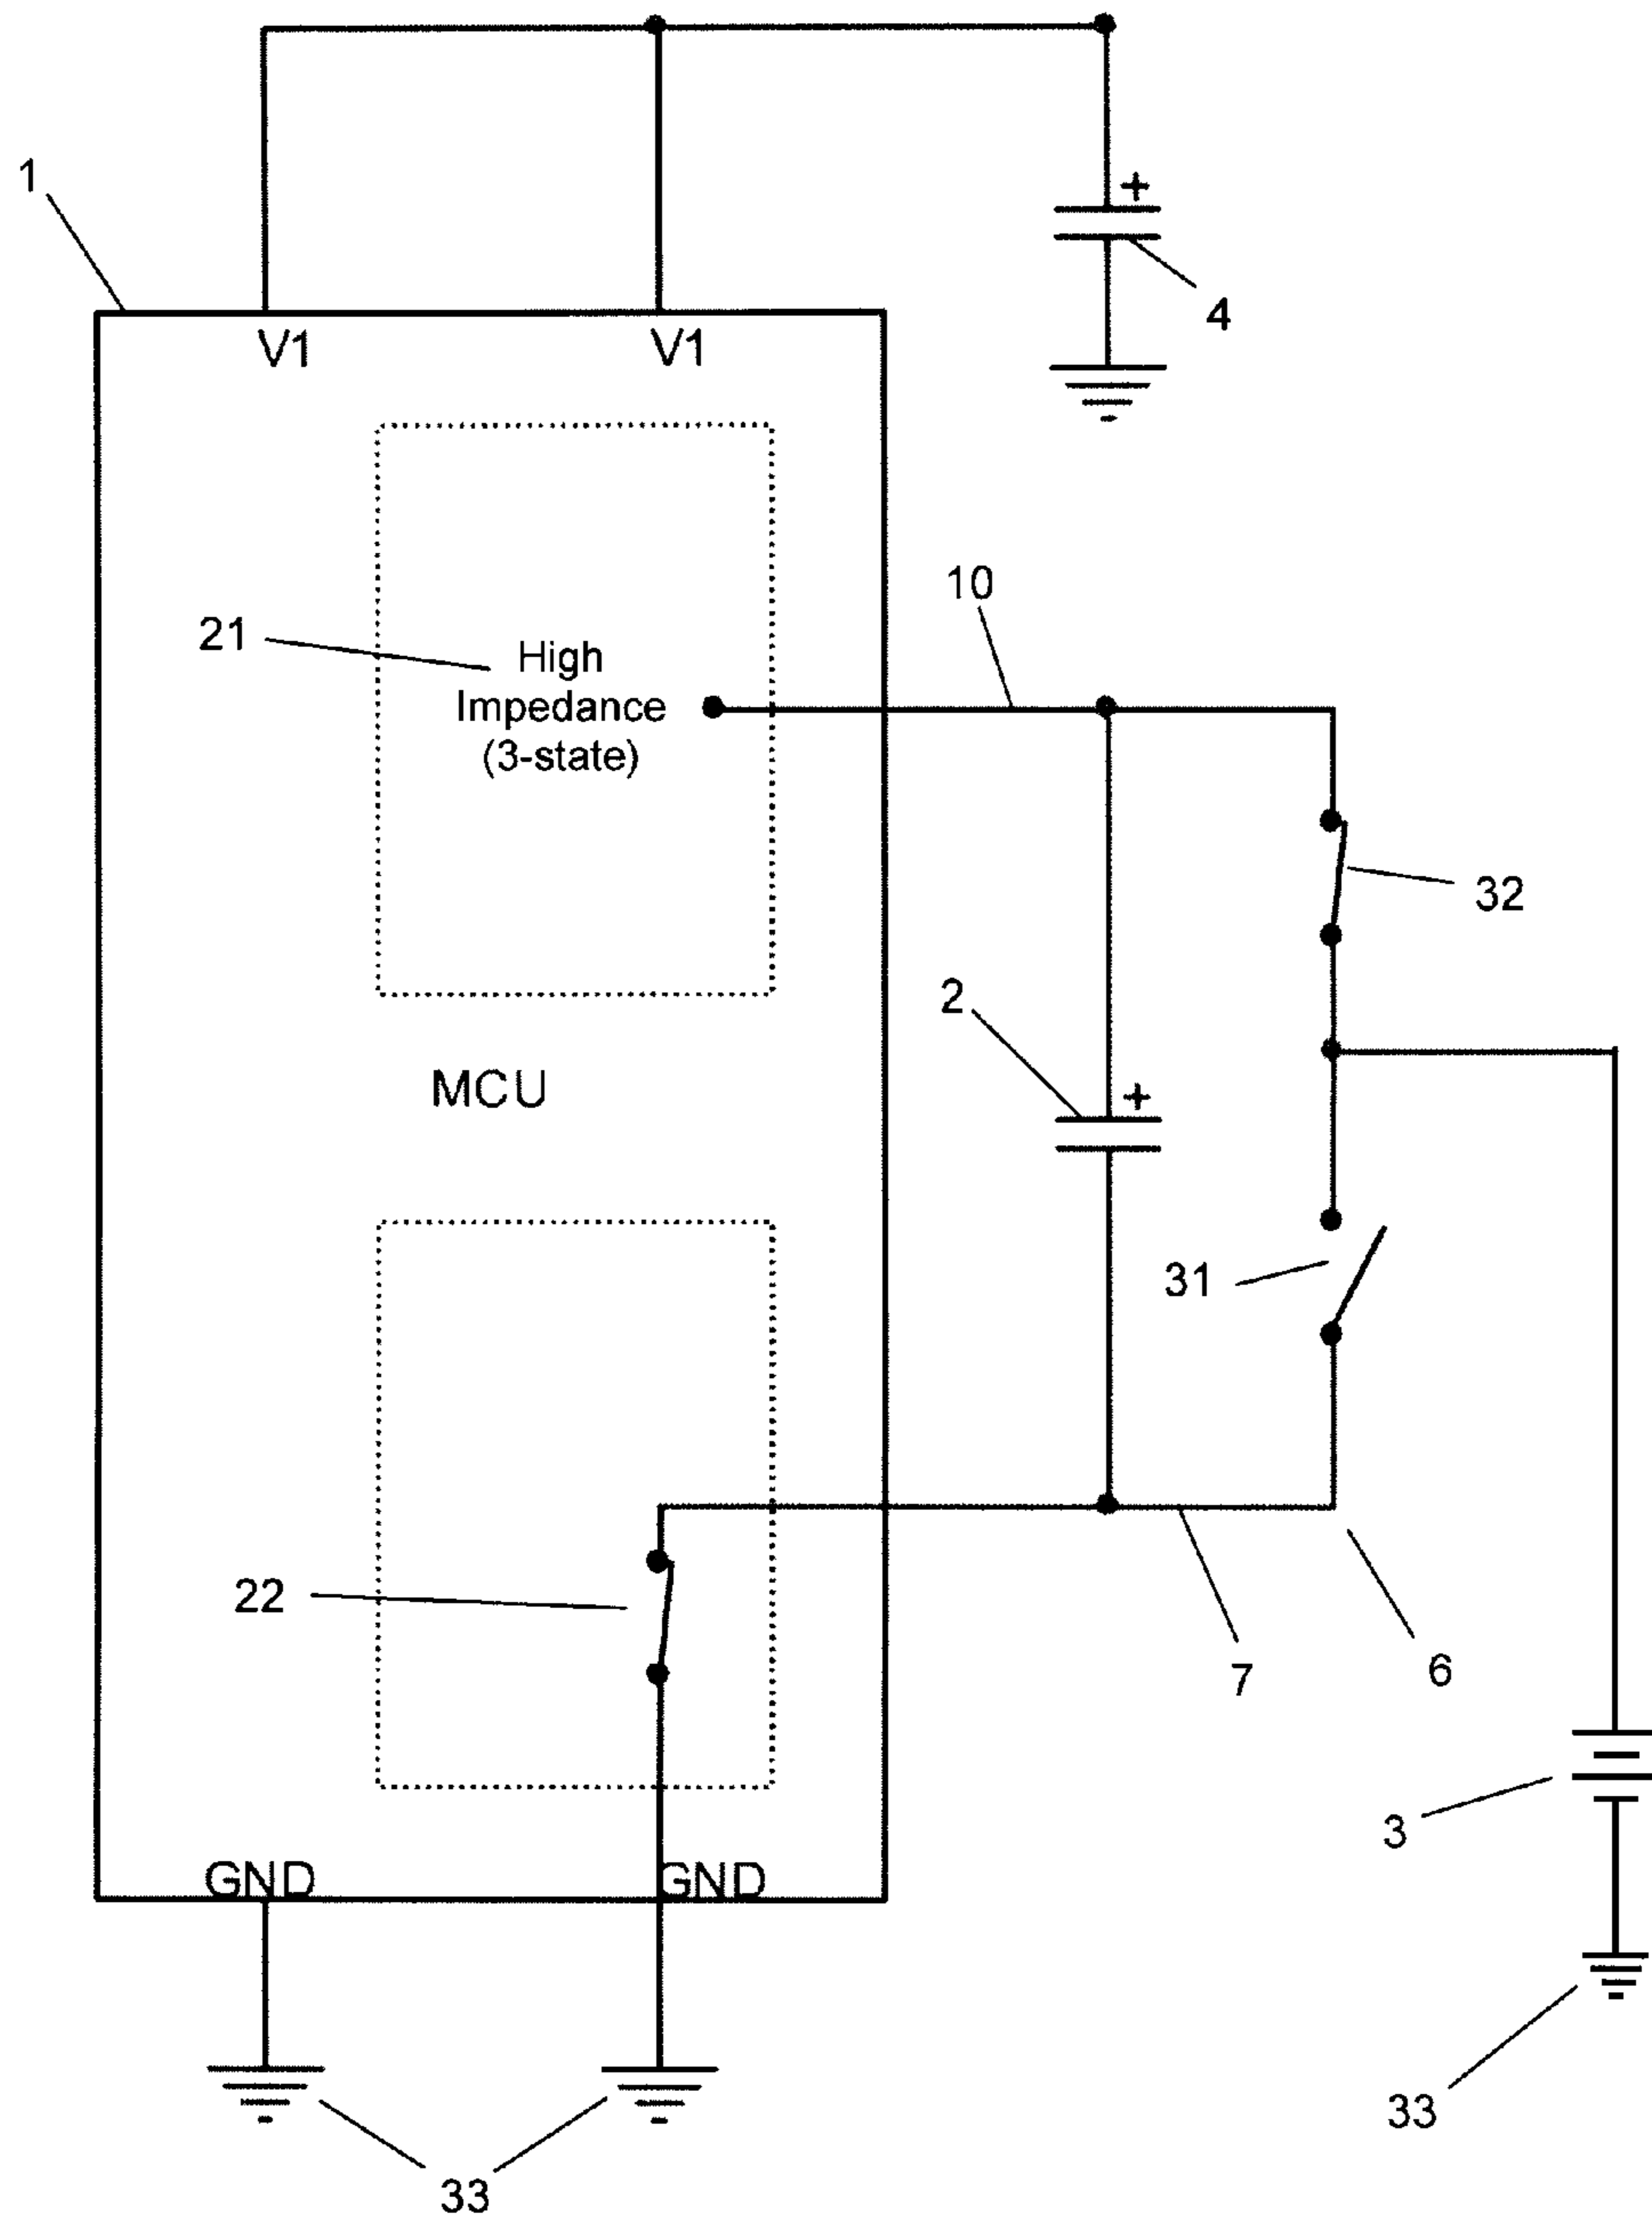 1
+
4
V1 V1
10
21
High
Impedance
(3-state)
32
2
+
MCU
31
22
7
6
3
GND GND
33
33